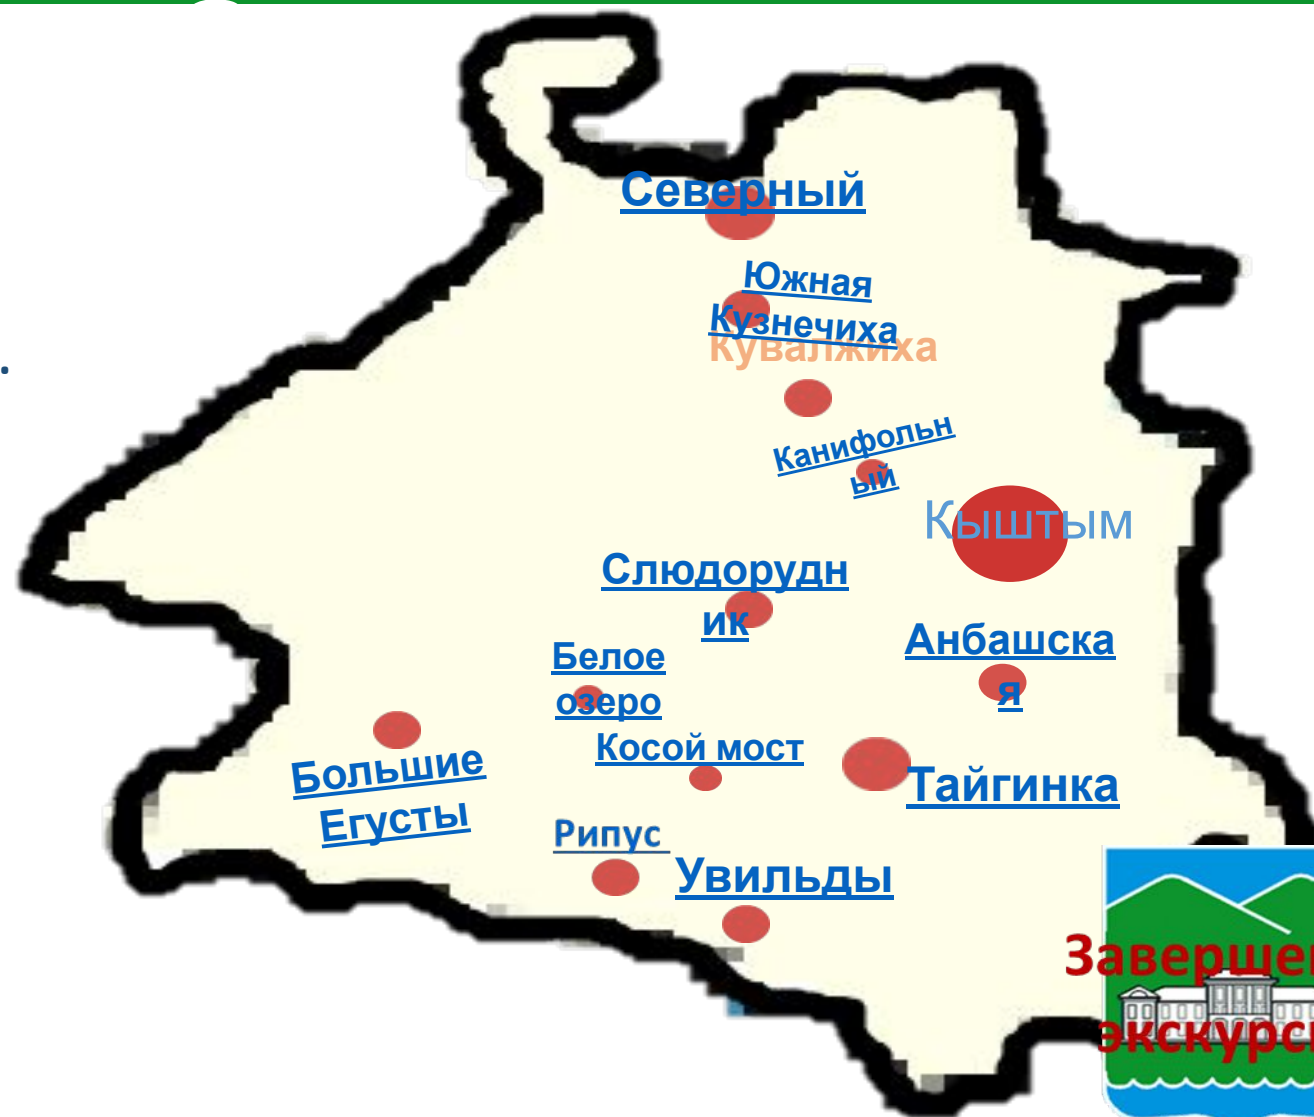 Северный
Южная
Кузнечиха
Кувалжиха
Канифольн
ый
Кыштым
Слюдорудн
ик
Анбашска
я
Белое
озеро
Косой мост
Большие
Егусты
Тайгинка
Рипус
Увильды
Заверше
экскурс